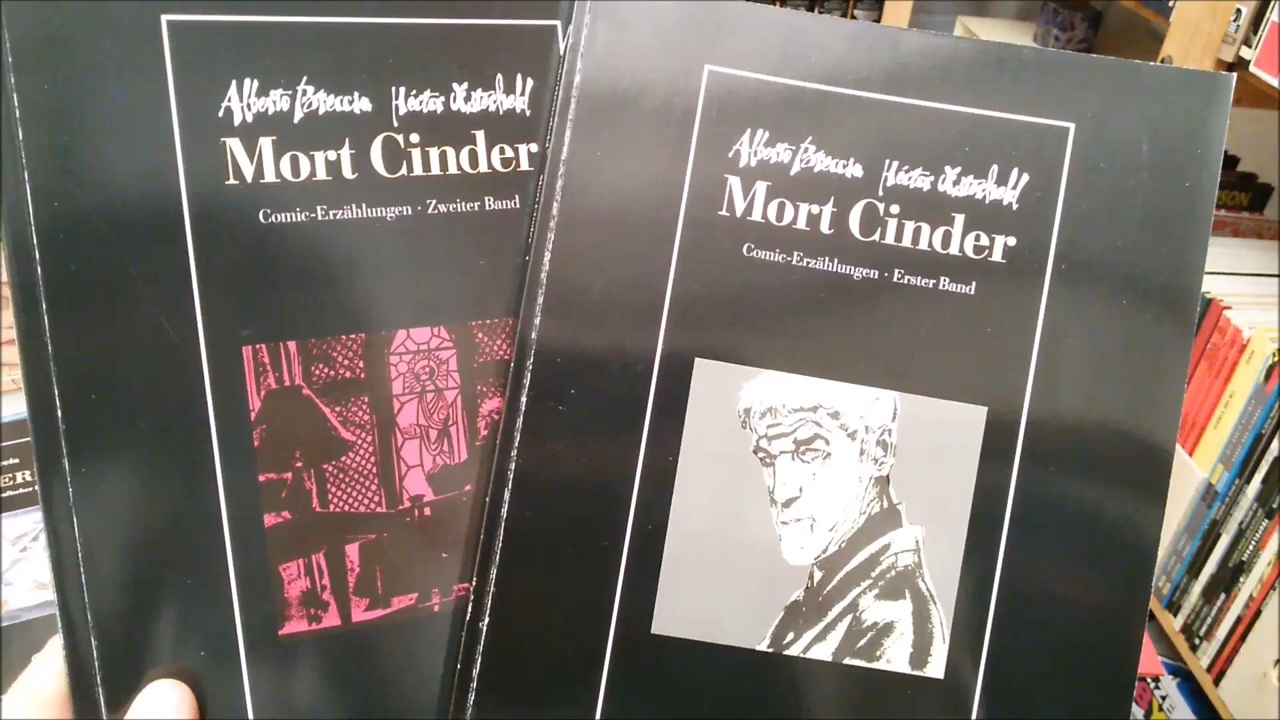 Alberto Breccia Héctor Oesterheld
Mort Cinder
Comic-Erzählungen · Zweiter Band
Alberto Breccia Héctor Oesterheld
Mort Cinder
Comic-Erzählungen · Erster Band